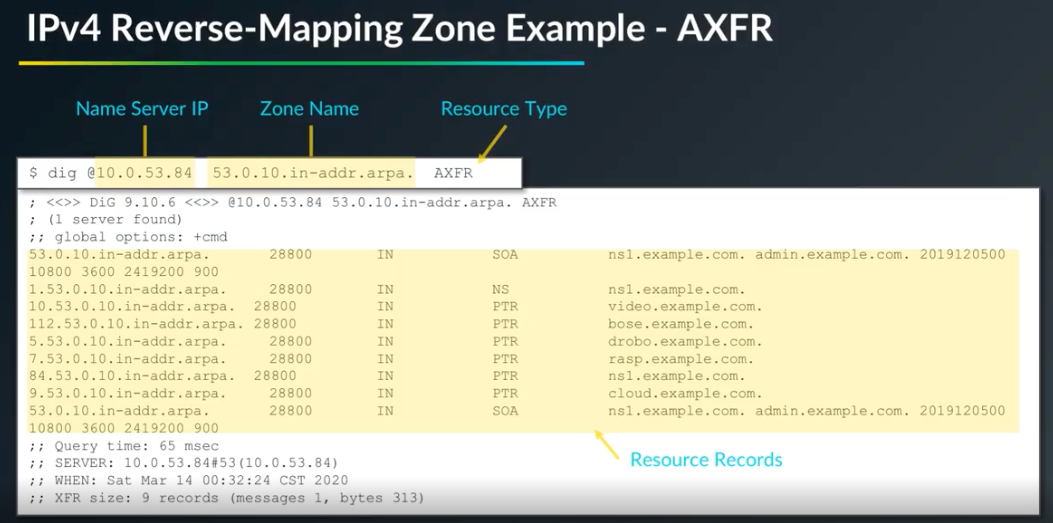 IPv4 Reverse-Mapping Zone Example - AXFR
Name Server IP Zone Name Resource Type
$ dig @10.0.53.84 53.0.10.in-addr.arpa. AXFR
; <<>> DiG 9.10.6 <<>> @10.0.53.84 53.0.10.in-addr.arpa. AXFR
; (1 server found)
;; global options: +cmd
53.0.10.in-addr.arpa. 28800 IN SOA ns1.example.com. admin.example.com. 2019120500
10800 3600 2419200 900
1.53.0.10.in-addr.arpa. 28800 IN NS ns1.example.com.
10.53.0.10.in-addr.arpa. 28800 IN PTR video.example.com.
112.53.0.10.in-addr.arpa. 28800 IN PTR bose.example.com.
5.53.0.10.in-addr.arpa. 28800 IN PTR drobo.example.com.
7.53.0.10.in-addr.arpa. 28800 IN PTR rasp.example.com.
84.53.0.10.in-addr.arpa. 28800 IN PTR ns1.example.com.
9.53.0.10.in-addr.arpa. 28800 IN PTR cloud.example.com.
53.0.10.in-addr.arpa. 28800 IN SOA ns1.example.com. admin.example.com. 2019120500
10800 3600 2419200 900
;; Query time: 65 msec
;; SERVER: 10.0.53.84#53(10.0.53.84)
;; WHEN: Sat Mar 14 00:32:24 CST 2020
;; XFR size: 9 records (messages 1, bytes 313)
Resource Records